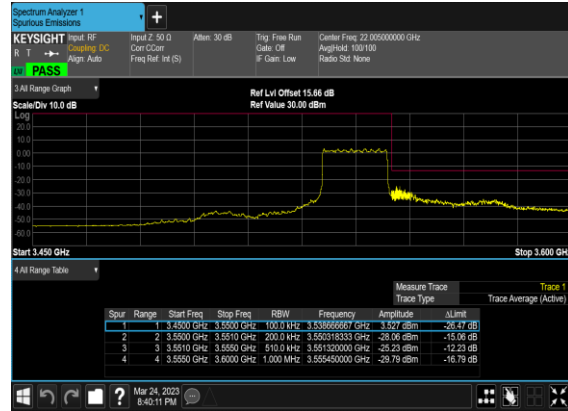 Spectrum Analyzer 1
Spurious Emissions
KEYSIGHT Input: RF Input Z: 50 Ω Atten: 30 dB Trig: Free Run Center Freq: 22.005000000 GHz
R T Coupling: DC Corr CCorr Gate: Off Avg|Hold: 100/100
Align: Auto Freq Ref: Int (S) IF Gain: Low Radio Std: None
PASS
3 All Range Graph
Ref Lvl Offset 15.66 dB
Scale/Div 10.0 dB Ref Value 30.00 dBm
Log
20.0
10.0
0.00
-10.0
-20.0
-30.0
-40.0
-50.0
-60.0
Start 3.450 GHz Stop 3.600 GH
4 All Range Table
Measure Trace Trace 1
Trace Type Trace Average (Active)
Spur Range Start Freq Stop Freq RBW Frequency Amplitude ΔLimit
1 1 3.4500 GHz 3.5500 GHz 100.0 kHz 3.538666667 GHz 3.527 dBm -26.47 dB
2 2 3.5500 GHz 3.5510 GHz 200.0 kHz 3.550318333 GHz -28.06 dBm -15.06 dB
3 3 3.5510 GHz 3.5550 GHz 510.0 kHz 3.551320000 GHz -25.23 dBm -12.23 dB
4 4 3.5550 GHz 3.6000 GHz 1.000 MHz 3.555450000 GHz -29.79 dBm -16.79 dB
Mar 24, 2023
8:40:11 PM